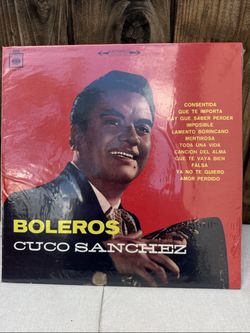 CONSENTIDA
QUE TE IMPORTA
HAY QUE SABER PERDER
IMPOSIBLE
LAMENTO BORINCANO
MENTIROSA
TODA UNA VIDA
CANCION DEL ALMA
QUE TE VAYA BIEN
FALSA
YA NO TE QUIERO
AMOR PERDIDO
BOLEROS
CUCO SANCHEZ